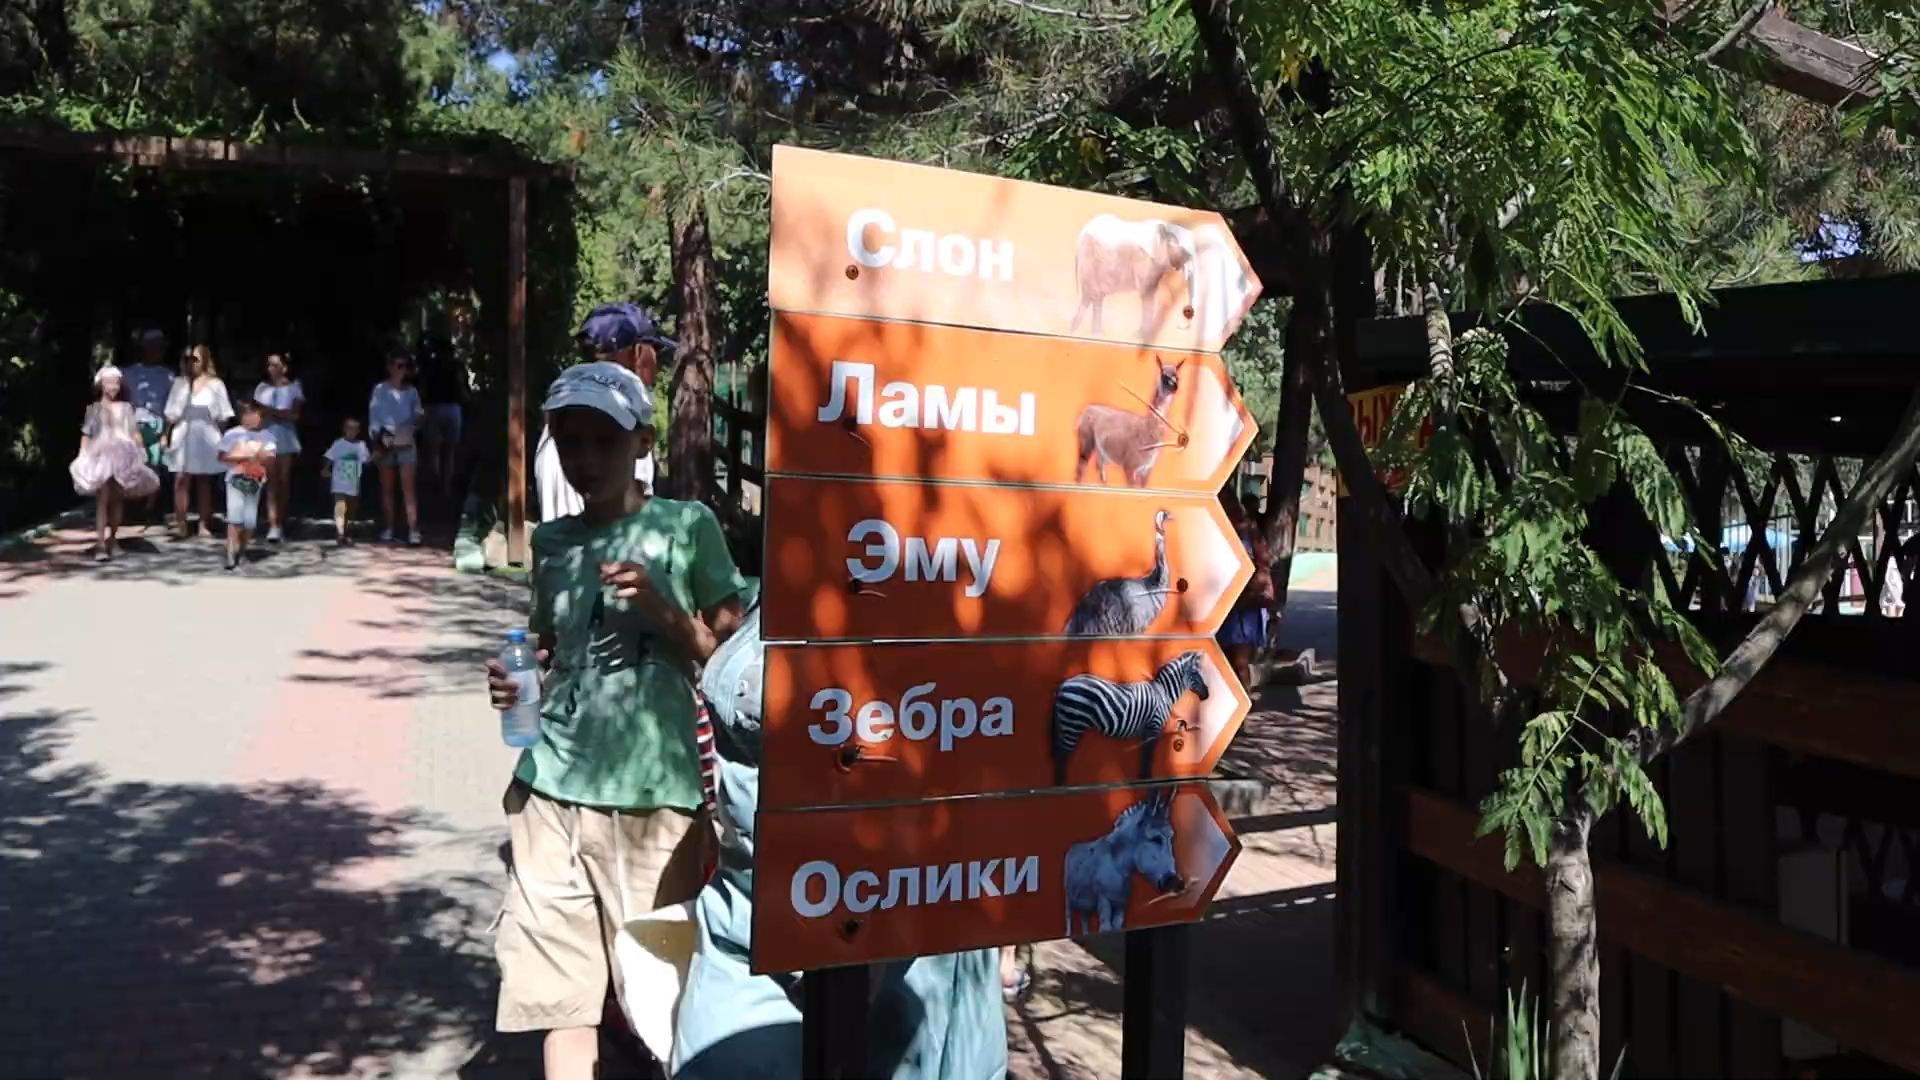 Слон
Ламы
Эму
Зебра
Ослики